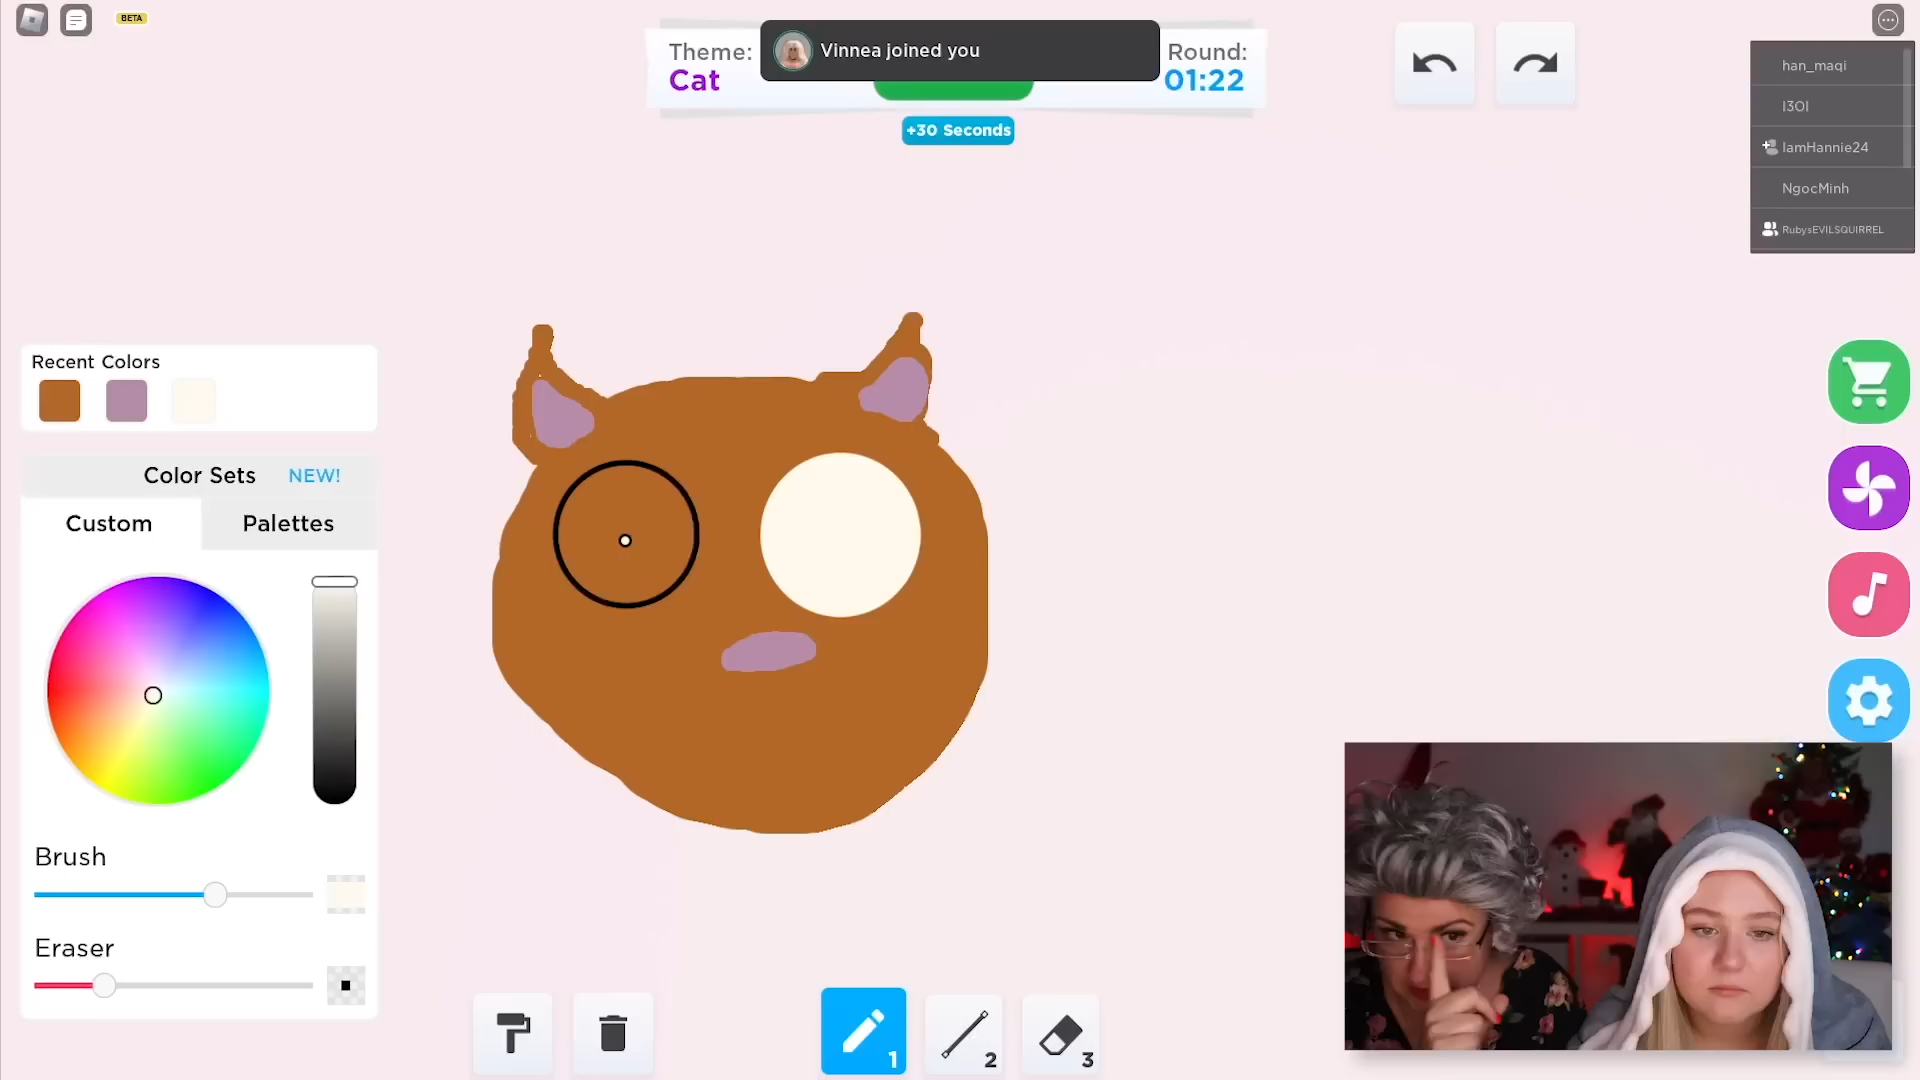 BETA
Theme:
Cat
Vinnea joined you
Round:
01:22
+30 Seconds
han_maqi
I3OI
IamHannie24
NgocMinh
RubysEVILSQUIRREL
Recent Colors
Color Sets NEW!
Custom Palettes
Brush
Eraser
1
2
3